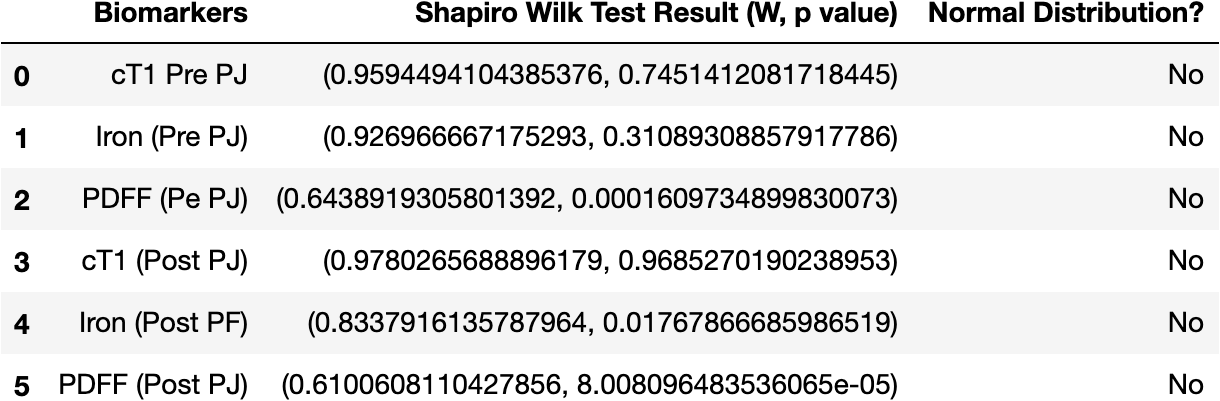 Biomarkers Shapiro Wilk Test Result (W, p value) Normal Distribution?
0 cT1 Pre PJ (0.9594494104385376, 0.7451412081718445) No
1 Iron (Pre PJ) (0.926966667175293, 0.31089308857917786) No
2 PDFF (Pe PJ) (0.6438919305801392, 0.0001609734899830073) No
3 cT1 (Post PJ) (0.9780265688896179, 0.9685270190238953) No
4 Iron (Post PF) (0.8337916135787964, 0.01767866685986519) No
5 PDFF (Post PJ) (0.6100608110427856, 8.008096483536065e-05) No